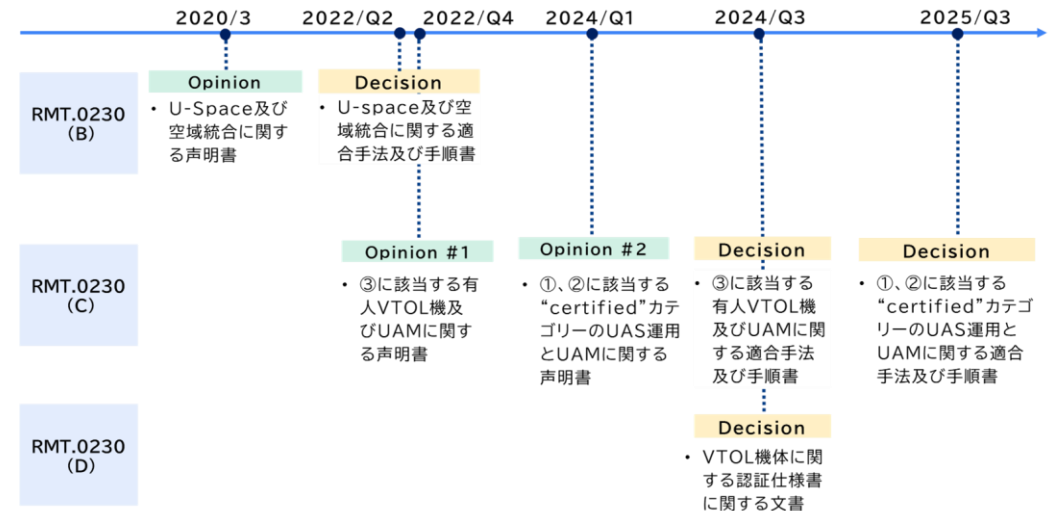 2020/3
2022/Q2
2022/Q4
2024/Q1
2024/Q3
2025/Q3
RMT.0230
（B）
Opinion
• U-Space及び
空域統合に関す
る声明書
Decision
• U-space及び空
域統合に関する適
合手法及び手順書
RMT.0230
（C）
Opinion #1
• ③に該当する有
人VTOL機及
びUAMに関す
る声明書
Opinion #2
• ①、②に該当する
“certified”カテ
ゴリーのUAS運用
とUAMに関する
声明書
Decision
• ③に該当する
有人VTOL機
及びUAMに関
する適合手法
及び手順書
Decision
• ①、②に該当する
“certified”カテゴ
リーのUAS運用と
UAMに関する適合
手法及び手順書
RMT.0230
（D）
Decision
• VTOL機体に関
する認証仕様書
に関する文書